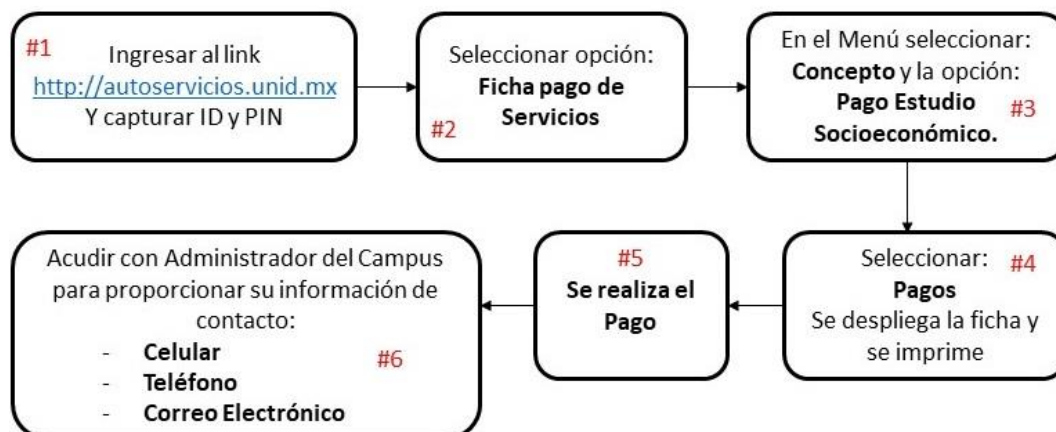 #1
Ingresar al link
http://autoservicios.unid.mx
Y capturar ID y PIN
Seleccionar opción:
Ficha pago de
Servicios
#2
En el Menú seleccionar:
Concepto y la opción:
Pago Estudio
#3
Socioeconómico.
Seleccionar:
#4
Pagos
Se despliega la ficha y
se imprime
#5
Se realiza el
Pago
Acudir con Administrador del Campus
para proporcionar su información de
contacto:
- Celular
#6
- Teléfono
- Correo Electrónico